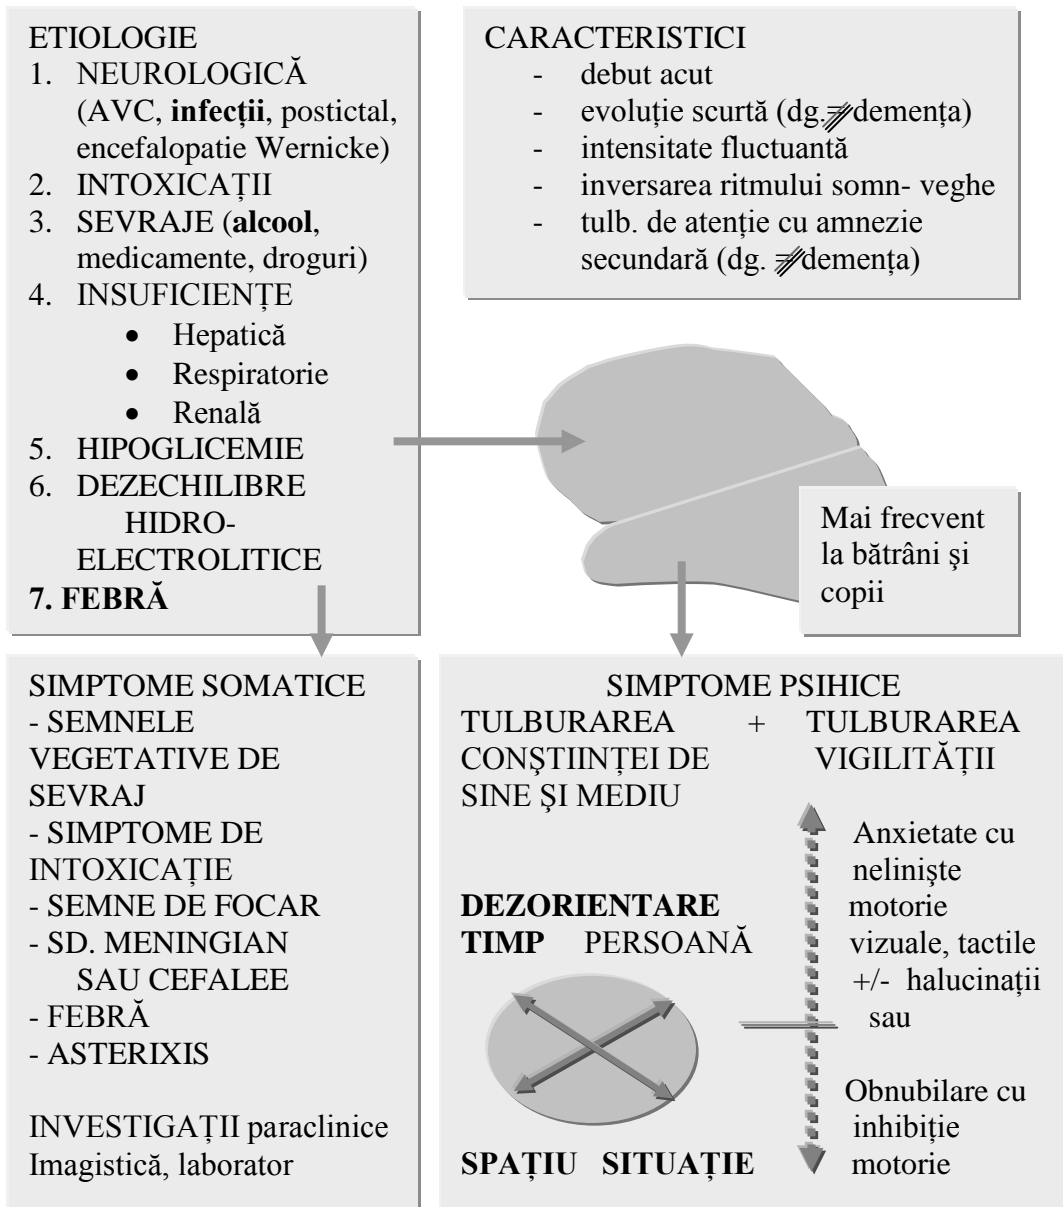 ETIOLOGIE
1. NEUROLOGICĂ
(AVC, infecții, postictal,
encefalopatie Wernicke)
2. INTOXICAȚII
3. SEVRAJE (alcool,
medicamente, droguri)
4. INSUFICIENȚE
• Hepatică
• Respiratorie
• Renală
5. HIPOGLICEMIE
6. DEZECHILIBRE
HIDRO-
ELECTROLITICE
7. FEBRĂ
CARACTERISTICI
- debut acut
- evoluție scurtă (dg.≠demența)
- intensitate fluctuantă
- inversarea ritmului somn- veghe
- tulb. de atenție cu amnezie
secundară (dg. ≠demența)
Mai frecvent
la bătrâni şi
copii
SIMPTOME SOMATICE
- SEMNELE
VEGETATIVE DE
SEVRAJ
- SIMPTOME DE
INTOXICAȚIE
- SEMNE DE FOCAR
- SD. MENINGIAN
SAU CEFALEE
- FEBRĂ
- ASTERIXIS
INVESTIGAȚII paraclinice
Imagistică, laborator
SIMPTOME PSIHICE
TULBURAREA + TULBURAREA
CONŞTIINȚEI DE VIGILITĂȚII
SINE ŞI MEDIU
Anxietate cu
nelinişte
motorie
vizuale, tactile
+/- halucinații
sau
DEZORIENTARE
TIMP PERSOANĂ
SPAȚIU SITUAȚIE
Obnubilare cu
inhibiție
motorie